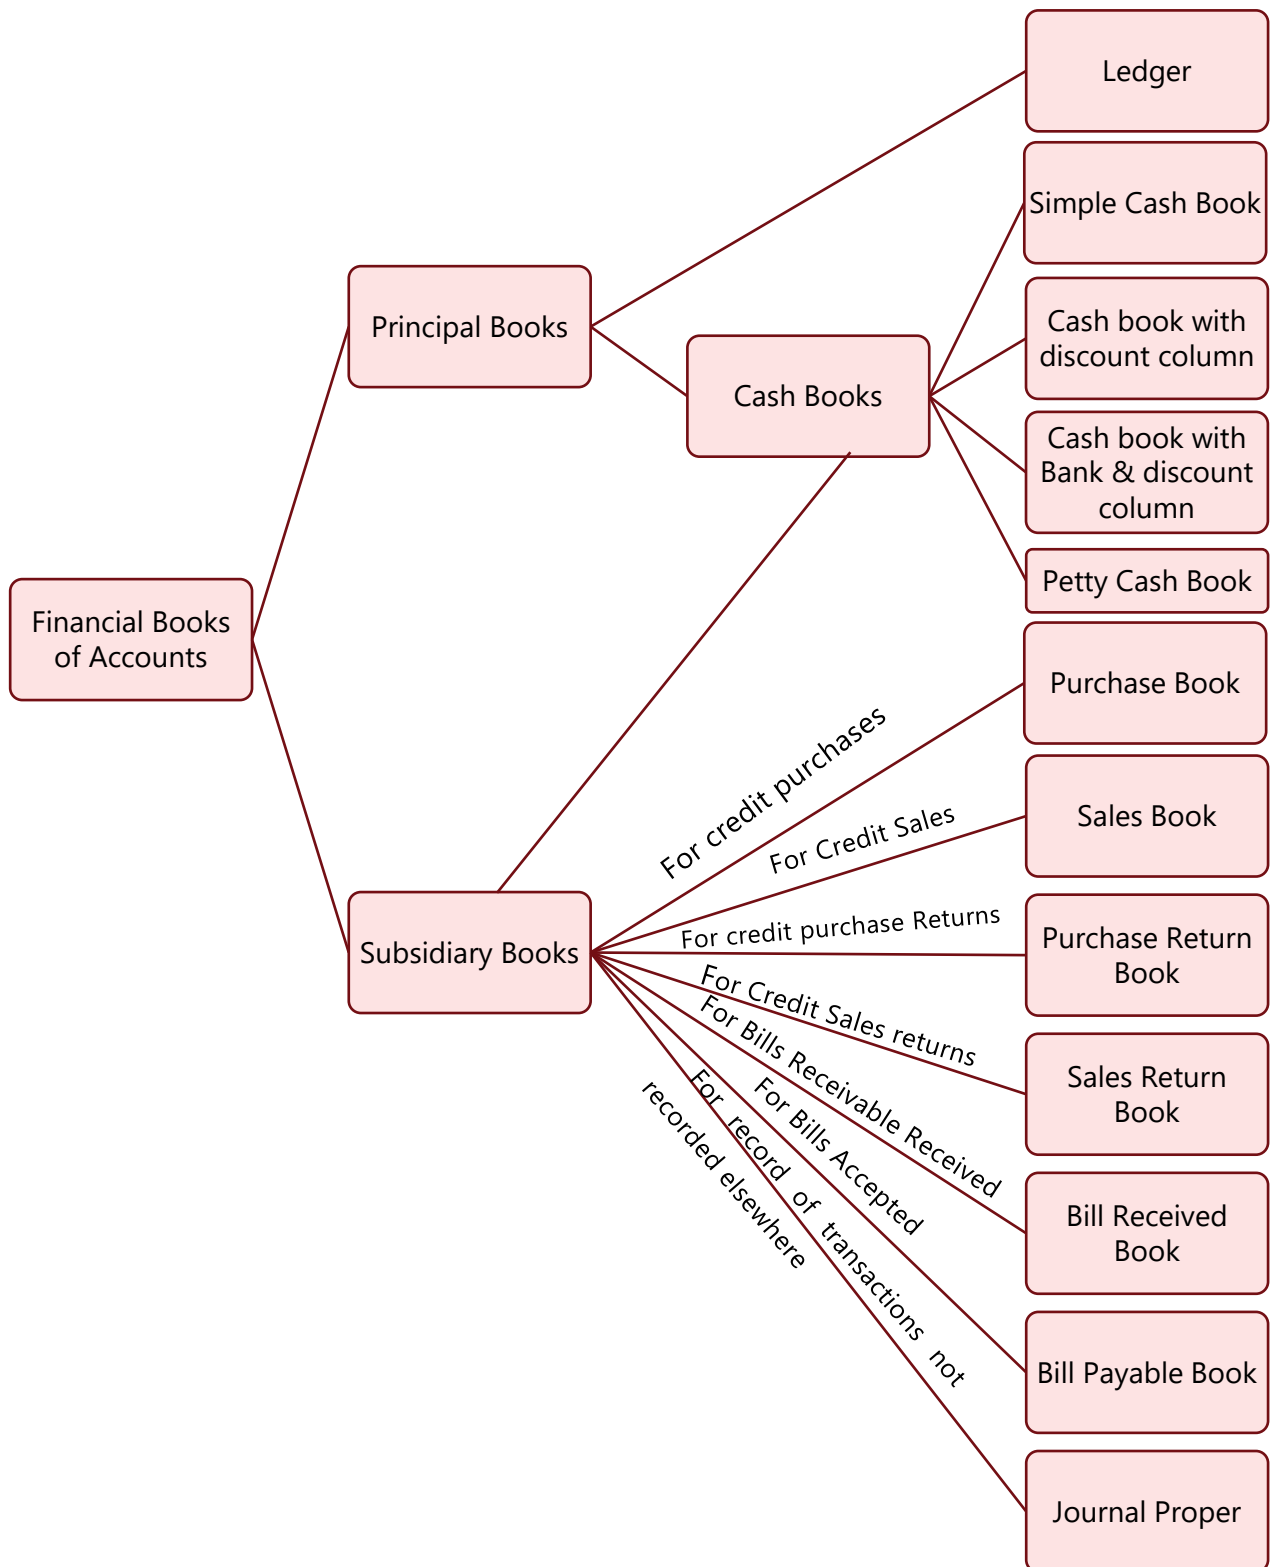 Ledger
Simple Cash Book
Principal Books
Cash book with
discount column
Cash Books
Cash book with
Bank & discount
column
Petty Cash Book
Financial Books
of Accounts
Purchase Book
For credit purchases
Sales Book
For Credit Sales
Subsidiary Books
For credit purchase Returns
Purchase Return
Book
For Credit Sales returns
Sales Return
Book
For Bills Receivable Received
Bill Received
Book
For Bills Accepted
Bill Payable Book
For record of transactions not
recorded elsewhere
Journal Proper